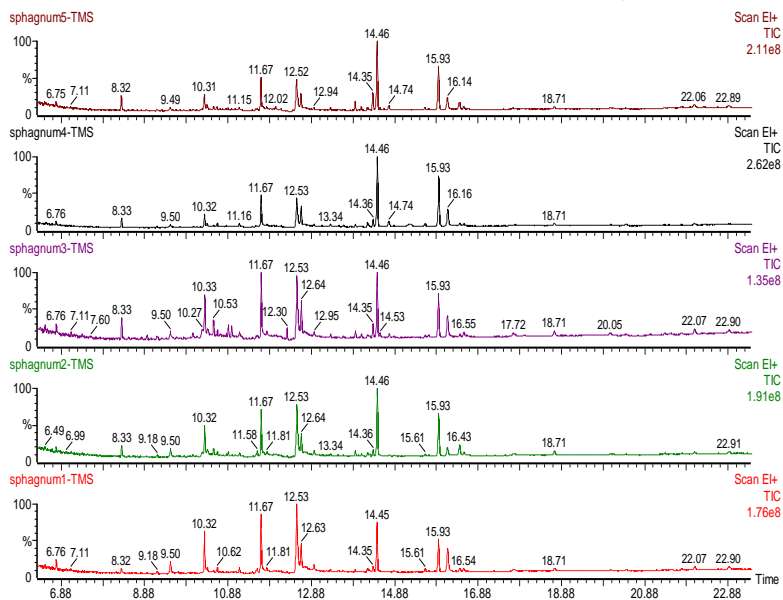 sphagnum5-TMS
Scan EI+
TIC
2.11e8
100
%
0
6.75 7.11 8.32 9.49 10.31 11.15 11.67 12.02 12.52 12.94 14.35 14.46 14.74 15.93 16.14 18.71 22.06 22.89
sphagnum4-TMS
Scan EI+
TIC
2.62e8
100
%
0
6.76 8.33 9.50 10.32 11.16 11.67 12.53 13.34 14.36 14.46 14.74 15.93 16.16 18.71
sphagnum3-TMS
Scan EI+
TIC
1.35e8
100
%
0
6.76 7.11 7.60 8.33 9.50 10.27 10.33 10.53 11.67 12.30 12.53 12.64 12.95 14.35 14.46 14.53 15.93 16.55 17.72 18.71 20.05 22.07 22.90
sphagnum2-TMS
Scan EI+
TIC
1.91e8
100
%
0
6.49 6.99 8.33 9.18 9.50 10.32 11.58 11.67 11.81 12.53 12.64 13.34 14.36 14.46 15.61 15.93 16.43 18.71 22.91
sphagnum1-TMS
Scan EI+
TIC
1.76e8
100
%
0
6.76 7.11 8.32 9.18 9.50 10.32 10.62 11.67 11.81 12.53 12.63 14.35 14.45 15.61 15.93 16.54 18.71 22.07 22.90
Time
6.88 8.88 10.88 12.88 14.88 16.88 18.88 20.88 22.88